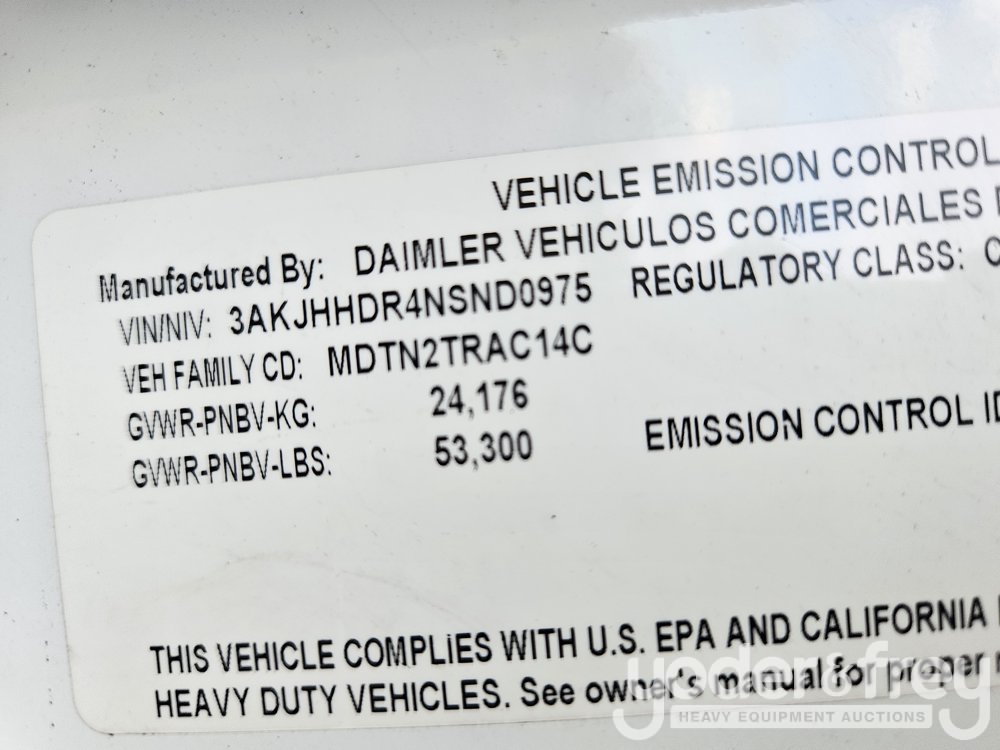 VEHICLE EMISSION CONTROL
Manufactured By: DAIMLER VEHICULOS COMERCIALES
VIN/NIV: 3AKJHHDR4NSND0975 REGULATORY CLASS: C
VEH FAMILY CD: MDTN2TRAC14C
GVWR-PNBV-KG: 24,176
GVWR-PNBV-LBS: 53,300 EMISSION CONTROL ID
THIS VEHICLE COMPLIES WITH U.S. EPA AND CALIFORNIA
HEAVY DUTY VEHICLES. See owner's manual for proper
yoder & frey
HEAVY EQUIPMENT AUCTIONS